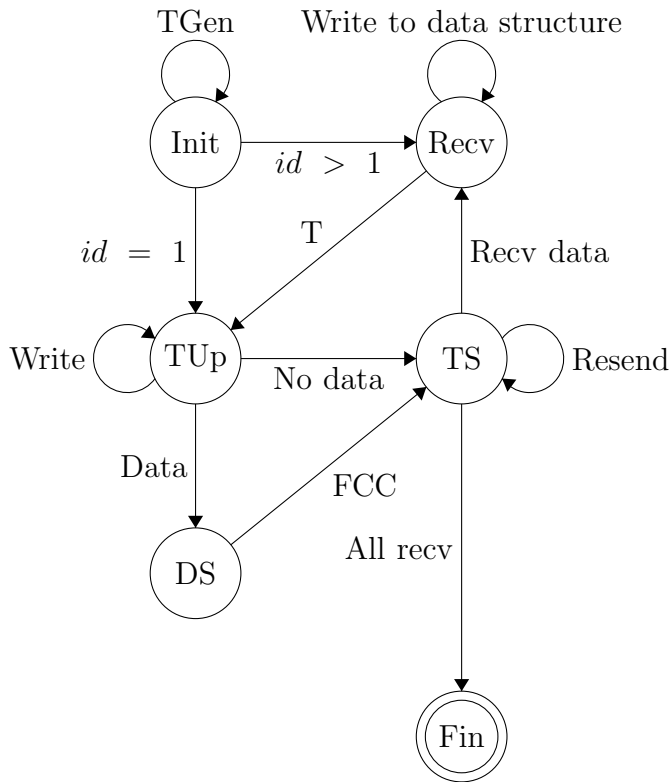 TGen
Write to data structure
Init
Recv
id > 1
T
id = 1
Recv data
Write
TUp
No data
TS
Resend
Data
FCC
All recv
DS
Fin